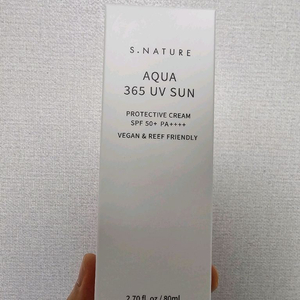 S.NATURE
AQUA
365 UV SUN
PROTECTIVE CREAM
SPF 50+ PA++++
VEGAN & REEF FRIENDLY
2.70 fl. oz / 80ml